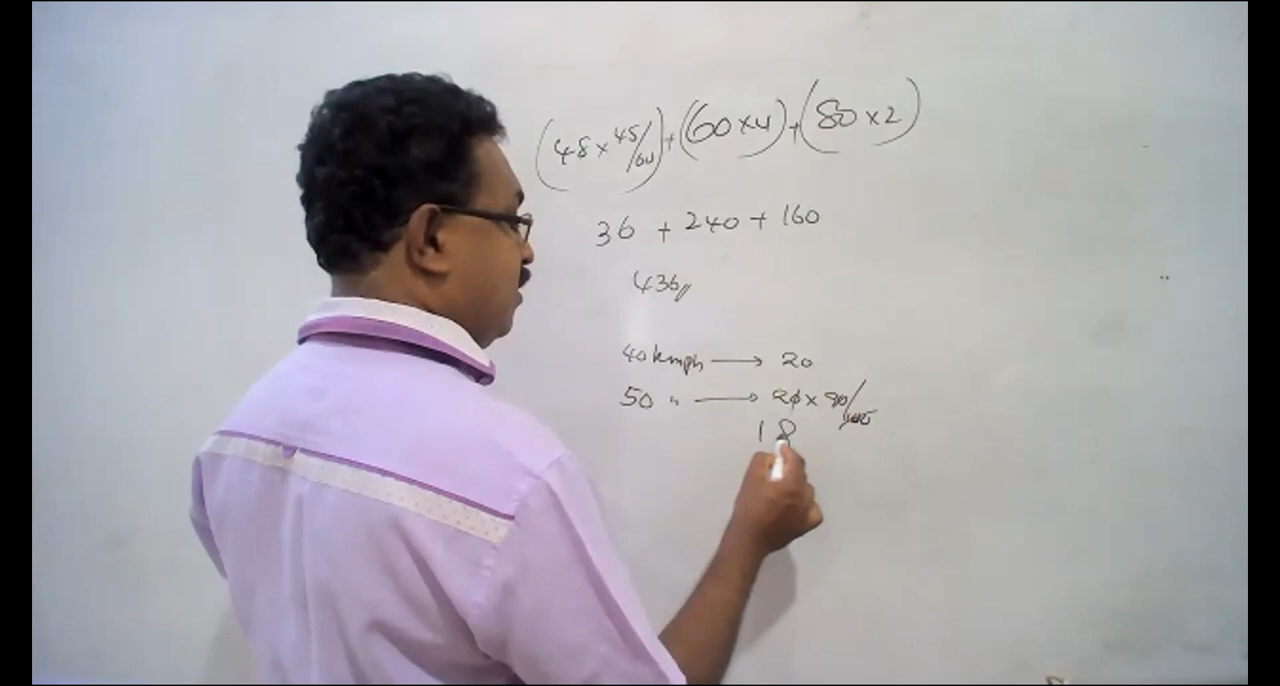 (48 × 45/60) + (60 × 4) + (80 × 2)
36 + 240 + 160
436//
40 kmph → 20
50 " → 20 × 90/100
18